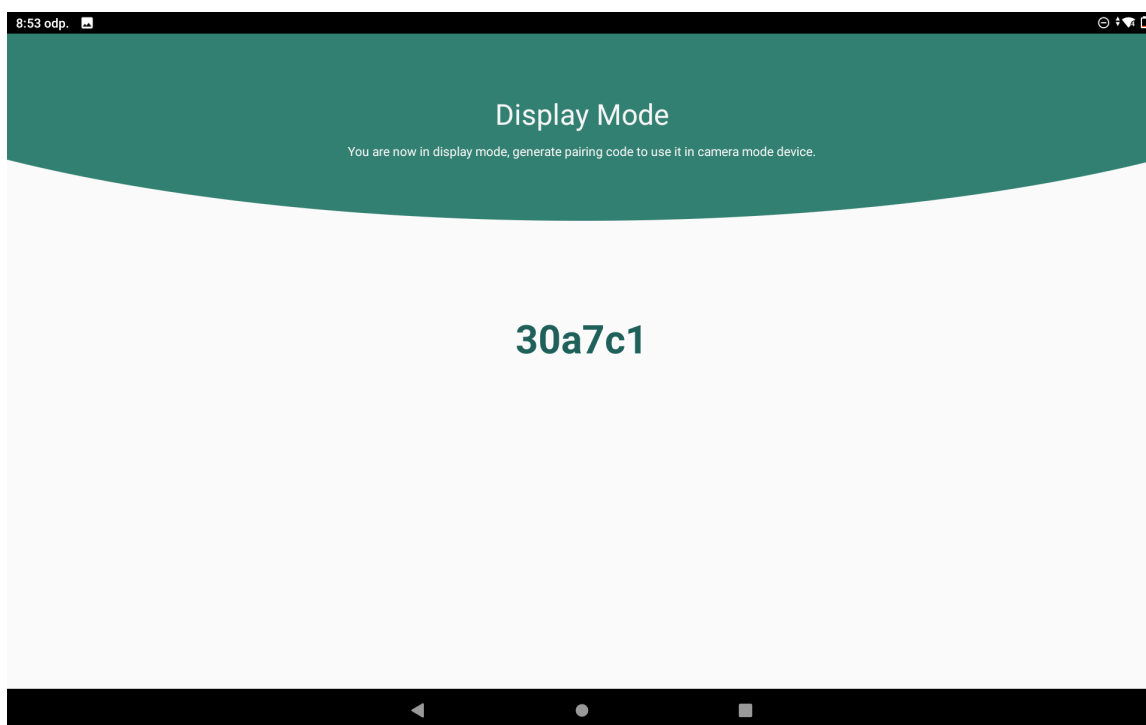 8:53 odp.
Display Mode
You are now in display mode, generate pairing code to use it in camera mode device.
30a7c1